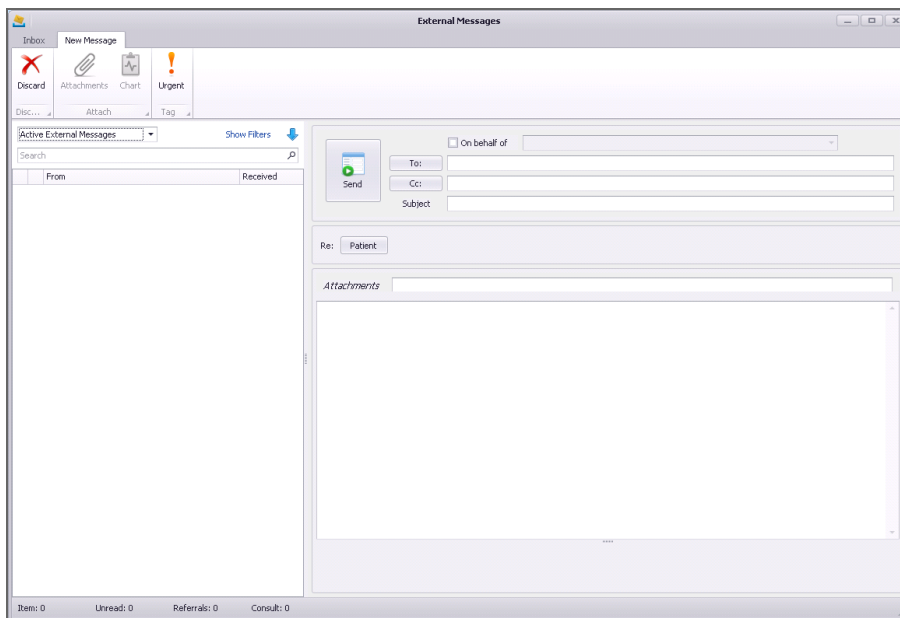 External Messages
Inbox New Message
Discard Attachments Chart Urgent
Disc... Attach Tag
Active External Messages Show Filters
Search
From Received
On behalf of
To:
Send Cc:
Subject
Re: Patient
Attachments
Item: 0 Unread: 0 Referrals: 0 Consult: 0